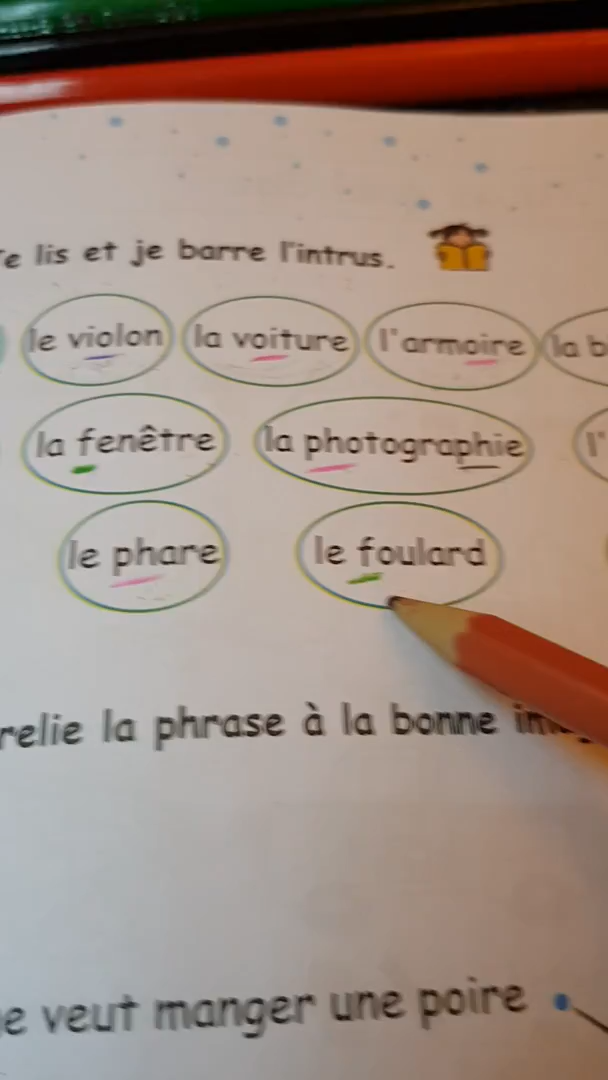 e lis et je barre l'intrus.
le violon la voiture l'armoire la b
la fenêtre la photographie l'
le phare le foulard
relie la phrase à la bonne
e veut manger une poire